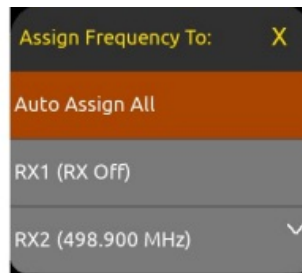 Assign Frequency To: X
Auto Assign All
RX1 (RX Off)
RX2 (498.900 MHz)